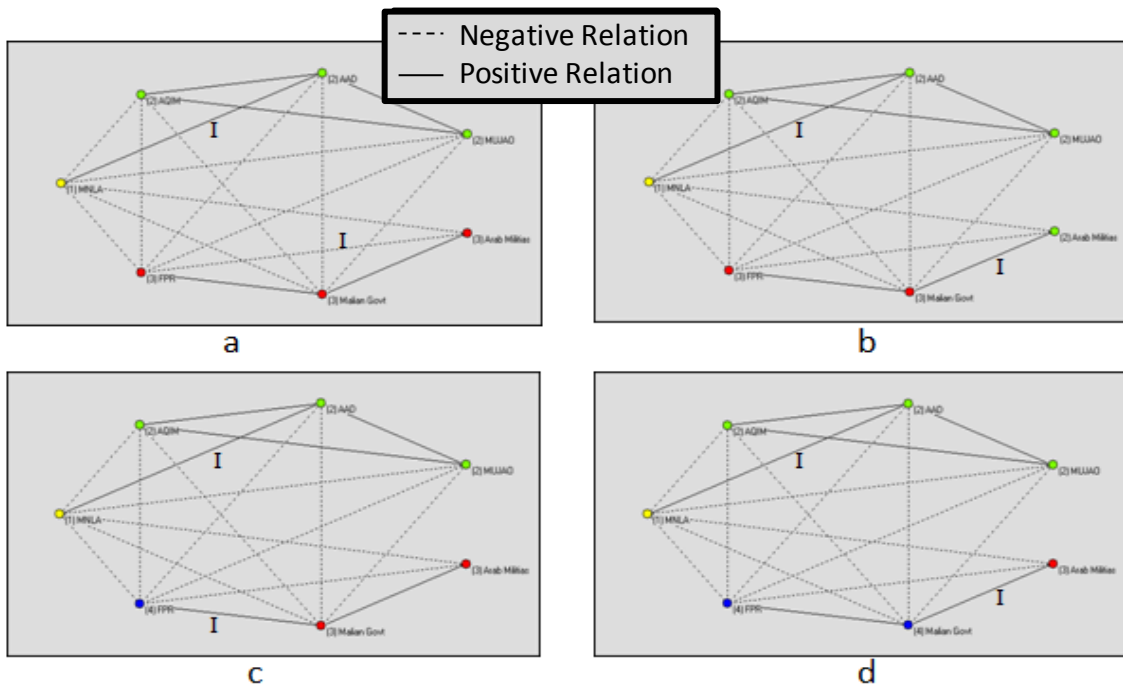 Negative Relation
Positive Relation
(2) AAD
(2) AQIM
I
(2) MUJAO
(1) MNLA
(3) Arab Militias
I
(3) FPR
(3) Malian Govt
a
(2) AAD
(2) AQIM
I
(2) MUJAO
(1) MNLA
(2) Arab Militias
I
(3) FPR
(3) Malian Govt
b
(2) AAD
(2) AQIM
I
(2) MUJAO
(1) MNLA
(3) Arab Militias
(4) FPR
I
(3) Malian Govt
c
(2) AAD
(2) AQIM
I
(2) MUJAO
(1) MNLA
(3) Arab Militias
I
(4) FPR
(4) Malian Govt
d